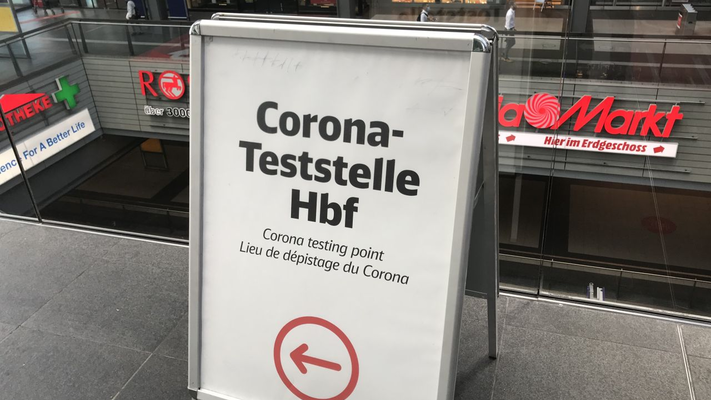 Corona-
Teststelle
Hbf
Corona testing point
Lieu de dépistage du Corona
THEKE
For A Better Life
über 3000
Markt
Hier im Erdgeschoss